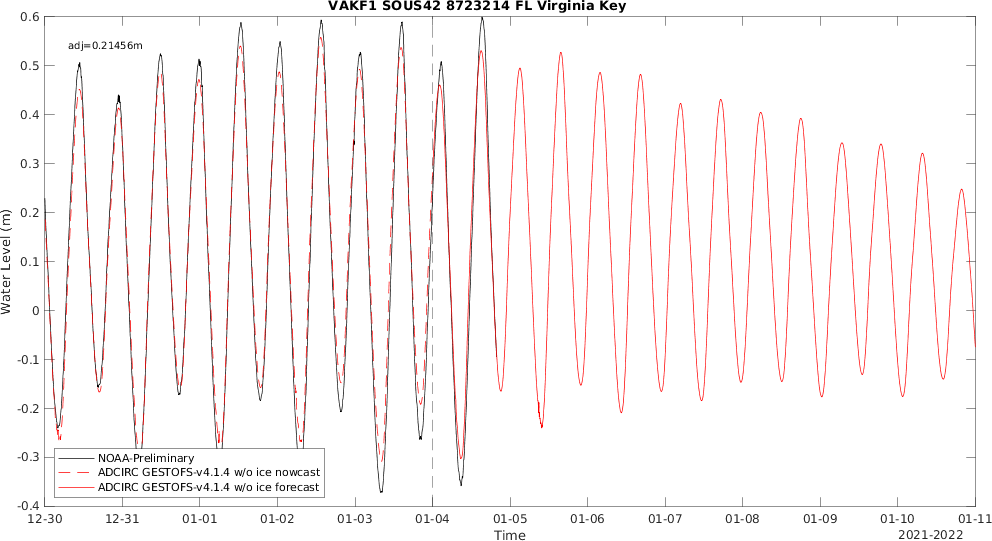 VAKF1 SOUS42 8723214 FL Virginia Key
adj=0.21456m
0.6
0.5
0.4
0.3
0.2
0.1
0
-0.1
-0.2
-0.3
-0.4
Water Level (m)
NOAA-Preliminary
ADCIRC GESTOFS-v4.1.4 w/o ice nowcast
ADCIRC GESTOFS-v4.1.4 w/o ice forecast
12-30 12-31 01-01 01-02 01-03 01-04 01-05 01-06 01-07 01-08 01-09 01-10 01-11
Time
2021-2022